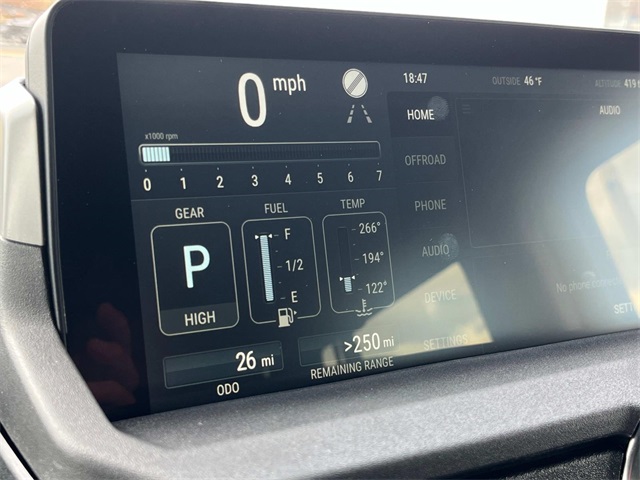 0 mph
18:47
OUTSIDE 46 °F
HOME
AUDIO
x1000 rpm
0 1 2 3 4 5 6 7
OFFROAD
GEAR
FUEL
TEMP
PHONE
P
HIGH
F
1/2
E
266°
194°
122°
AUDIO
DEVICE
No phone
SETTINGS
26 mi
ODO
>250 mi
REMAINING RANGE